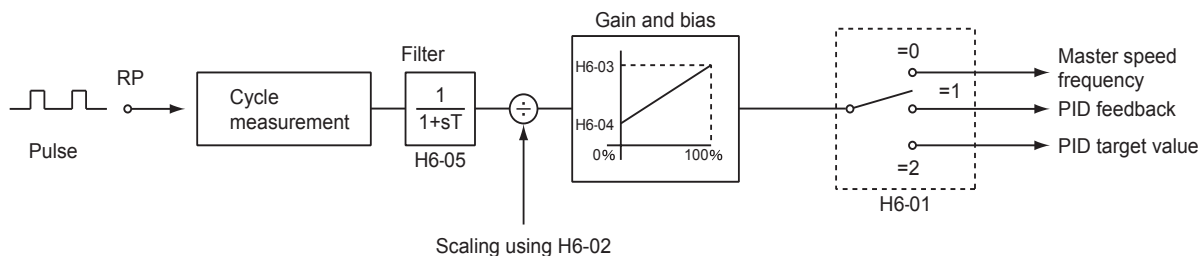 Gain and bias
Filter
RP
Pulse
Cycle
measurement
1
1+sT
H6-05
÷
Scaling using H6-02
H6-03
H6-04
0%
100%
=0
=1
=2
H6-01
Master speed
frequency
PID feedback
PID target value